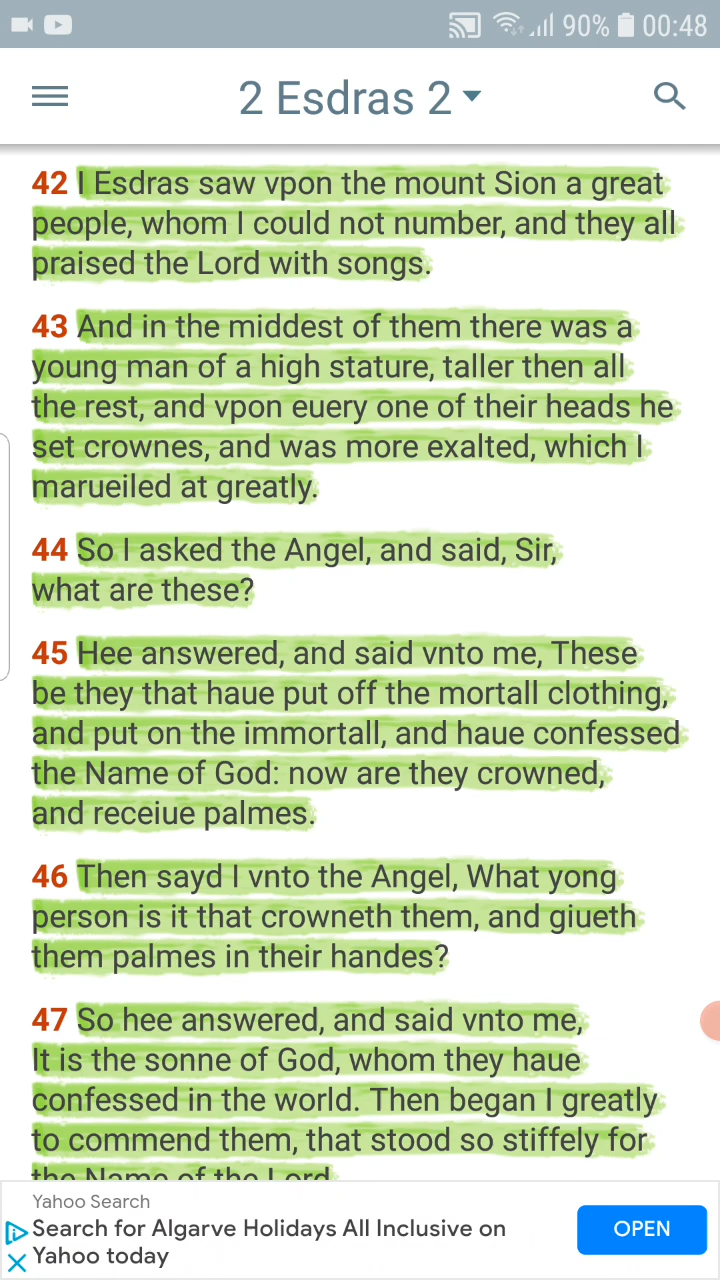 90% 00:48
2 Esdras 2
42 I Esdras saw vpon the mount Sion a great
people, whom I could not number, and they all
praised the Lord with songs.
43 And in the middest of them there was a
young man of a high stature, taller then all
the rest, and vpon euery one of their heads he
set crownes, and was more exalted, which I
marueiled at greatly.
44 So I asked the Angel, and said, Sir,
what are these?
45 Hee answered, and said vnto me, These
be they that haue put off the mortall clothing,
and put on the immortall, and haue confessed
the Name of God: now are they crowned,
and receiue palmes.
46 Then sayd I vnto the Angel, What yong
person is it that crowneth them, and giueth
them palmes in their handes?
47 So hee answered, and said vnto me,
It is the sonne of God, whom they haue
confessed in the world. Then began I greatly
to commend them, that stood so stiffely for
the Name of the Lord
Yahoo Search
Search for Algarve Holidays All Inclusive on
Yahoo today
OPEN